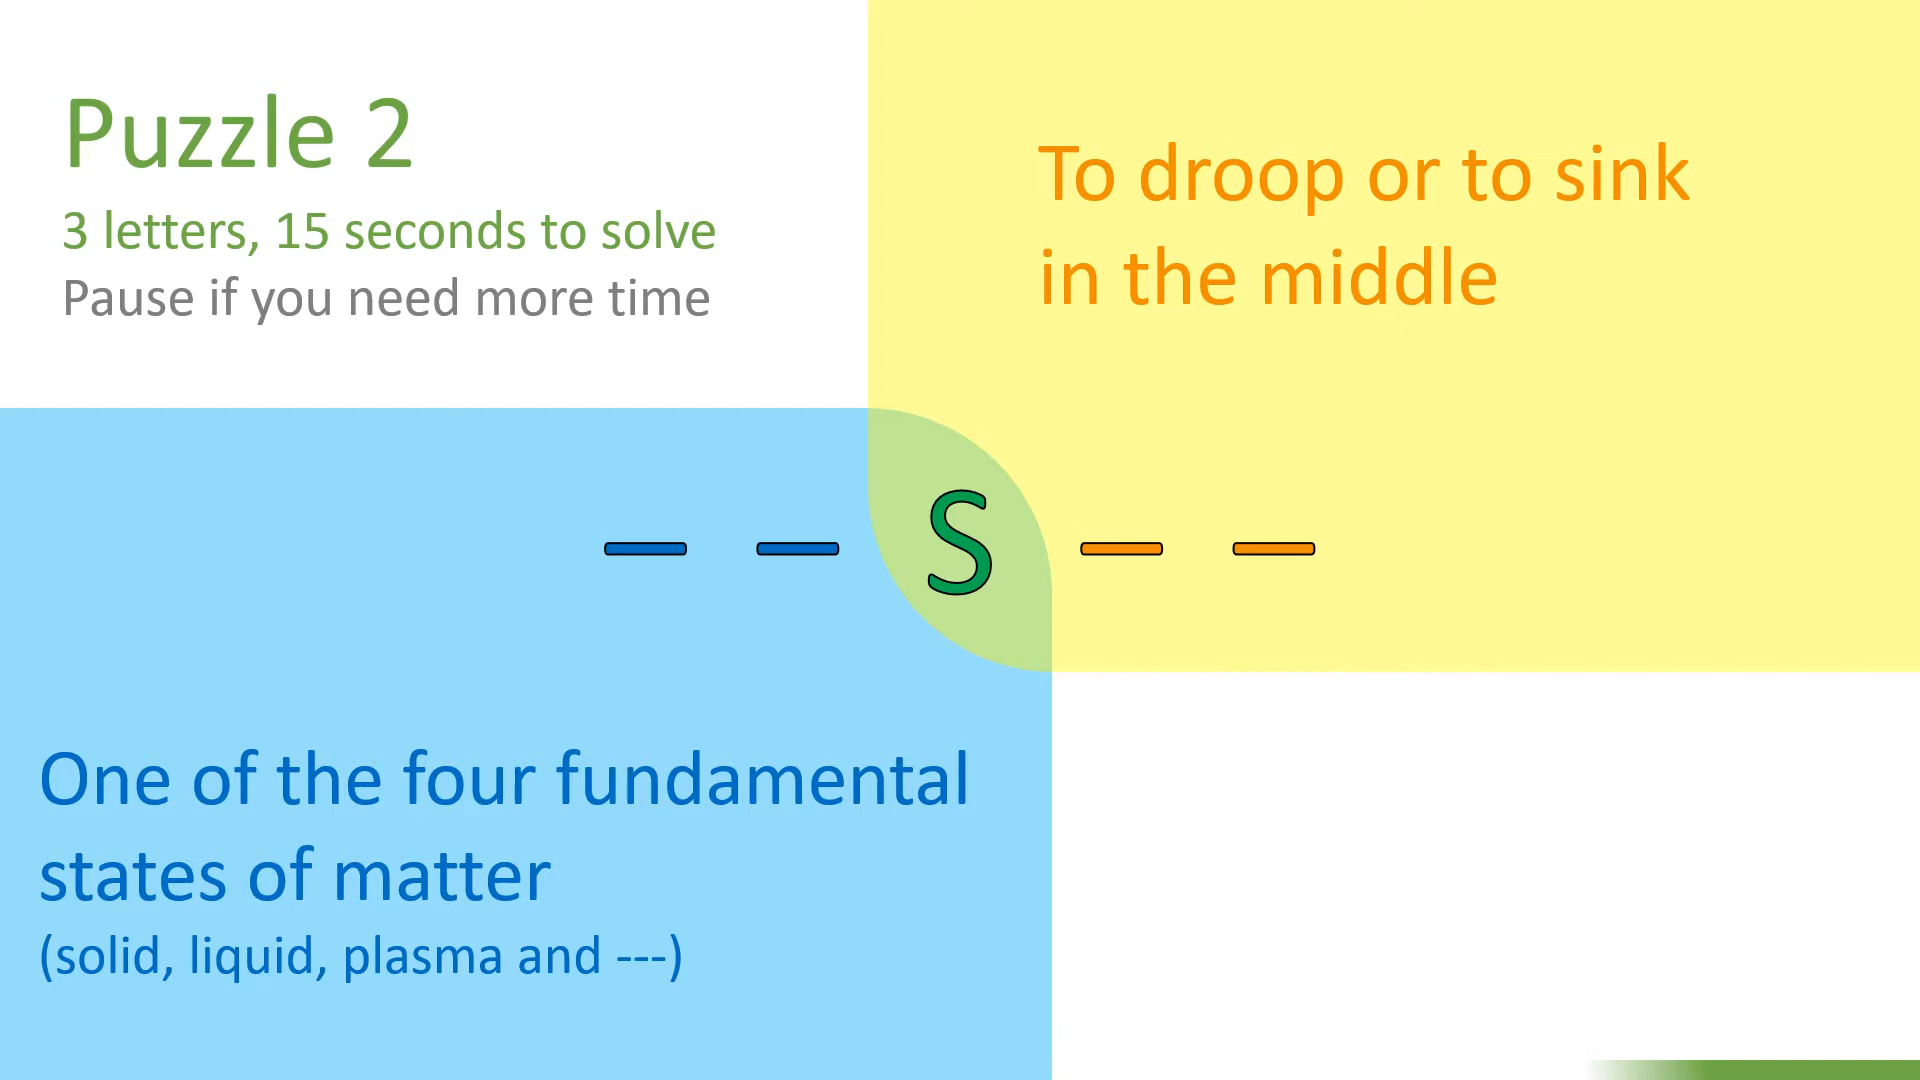 Puzzle 2
3 letters, 15 seconds to solve
Pause if you need more time
To droop or to sink
in the middle
_ _ S _ _
One of the four fundamental
states of matter
(solid, liquid, plasma and ---)